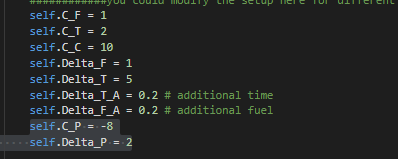 ############you could modify the setup here for different
self.C_F = 1
self.C_T = 2
self.C_C = 10
self.Delta_F = 1
self.Delta_T = 5
self.Delta_T_A = 0.2 # additional time
self.Delta_F_A = 0.2 # additional fuel
self.C_P = -8
self.Delta_P = 2